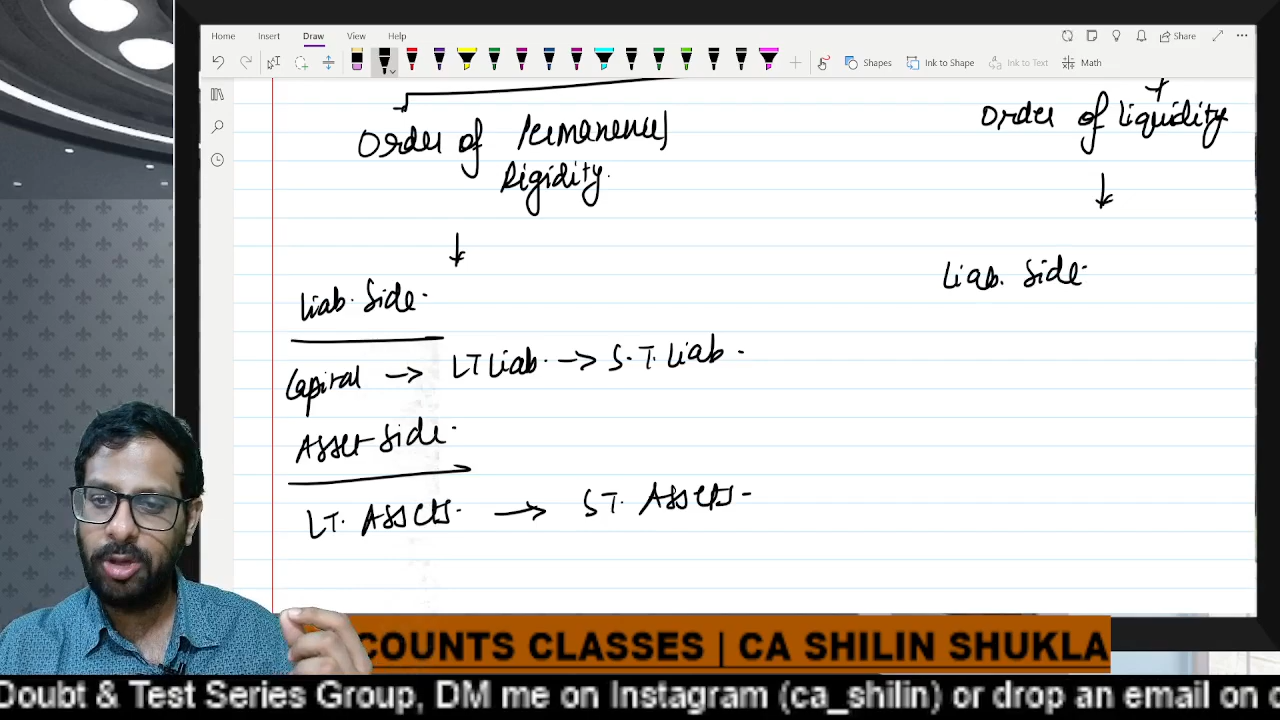 Home Insert Draw View Help Share
Shapes Ink to Shape Ink to Text Math
Order of Permanence/
Rigidity.
Order of liquidity
Liab. Side.
Liab. Side.
Capital → LT Liab. → S.T. Liab.
Asset Side.
LT. Assets. → ST. Assets.
COUNTS CLASSES | CA SHILIN SHUKLA
Doubt & Test Series Group, DM me on Instagram (ca_shilin) or drop an email on